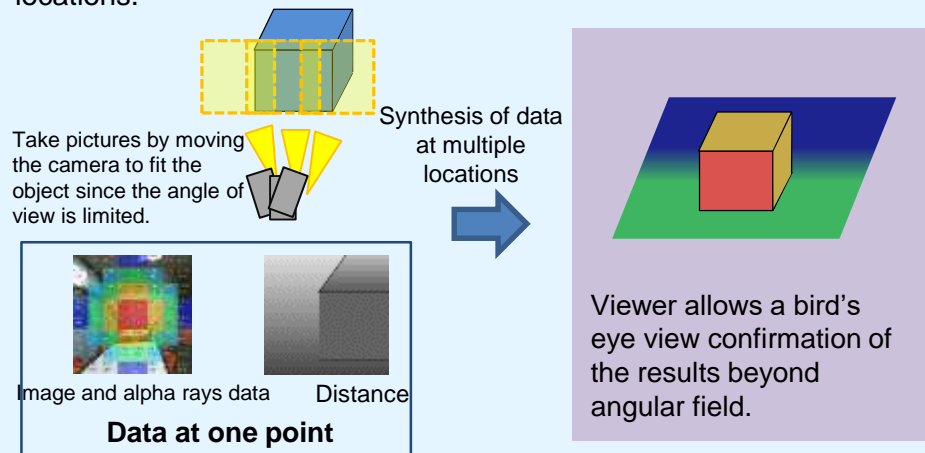 locations.
Take pictures by moving
the camera to fit the
object since the angle of
view is limited.
Synthesis of data
at multiple
locations
Image and alpha rays data
Distance
Data at one point
Viewer allows a bird's
eye view confirmation of
the results beyond
angular field.